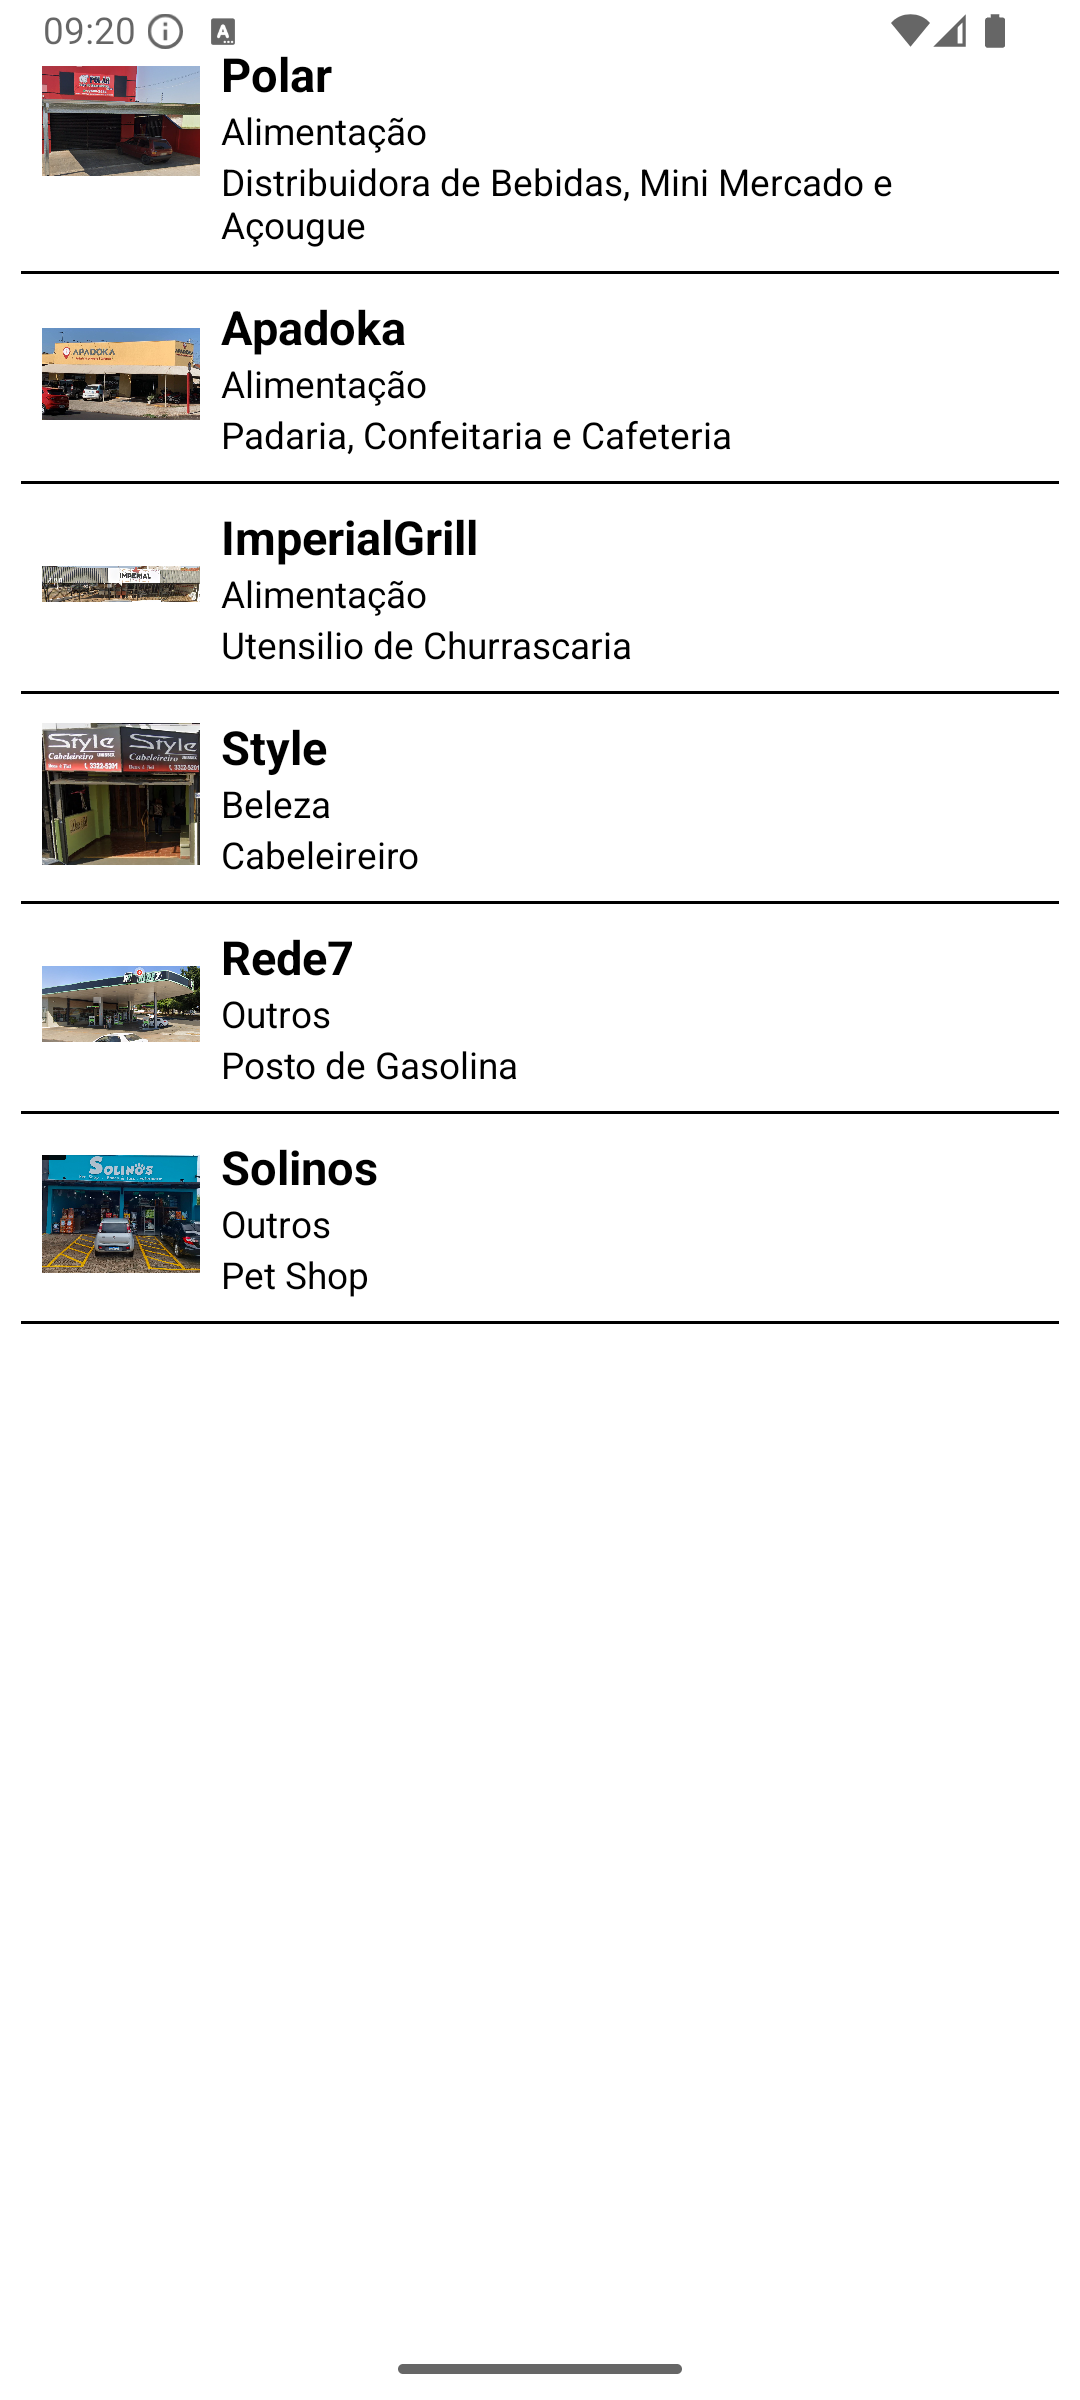 09:20
Polar
Alimentação
Distribuidora de Bebidas, Mini Mercado e
Açougue
APADOKA
Apadoka
Alimentação
Padaria, Confeitaria e Cafeteria
IMPERIAL
ImperialGrill
Alimentação
Utensilio de Churrascaria
Style Style
Cabeleireiro Cabeleireiro
Style
Beleza
Cabeleireiro
Rede7
Outros
Posto de Gasolina
SOLINOS
Solinos
Outros
Pet Shop